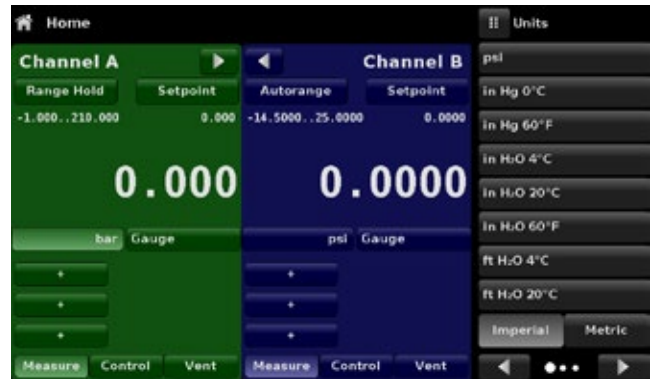 Home
Units
Channel A
Channel B
Range Hold Setpoint
Autorange Setpoint
-1.000..210.000 0.000
-14.5000..25.0000 0.0000
0.000
0.0000
bar Gauge
psi Gauge
+
+
+
+
+
+
Measure Control Vent
Measure Control Vent
psi
in Hg 0°C
in Hg 60°F
in H₂O 4°C
in H₂O 20°C
in H₂O 60°F
ft H₂O 4°C
ft H₂O 20°C
Imperial Metric